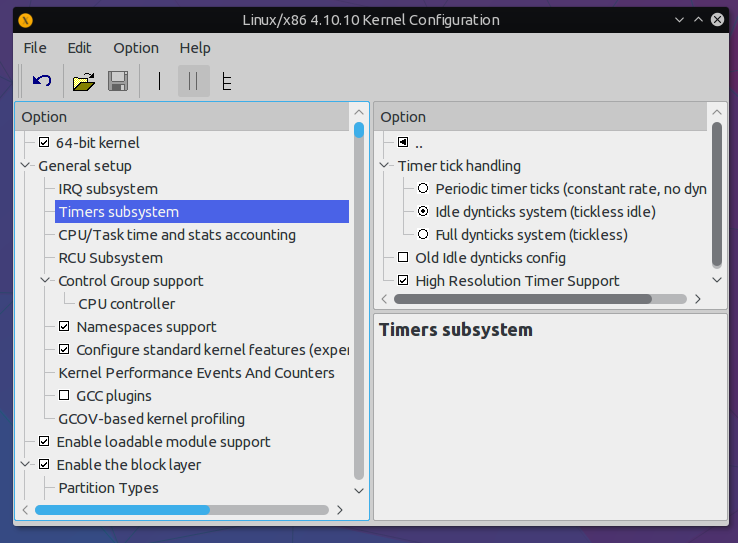 Linux/x86 4.10.10 Kernel Configuration
File Edit Option Help
Option
64-bit kernel
General setup
IRQ subsystem
Timers subsystem
CPU/Task time and stats accounting
RCU Subsystem
Control Group support
CPU controller
Namespaces support
Configure standard kernel features (exper
Kernel Performance Events And Counters
GCC plugins
GCOV-based kernel profiling
Enable loadable module support
Enable the block layer
Partition Types
Option
..
Timer tick handling
Periodic timer ticks (constant rate, no dyn
Idle dynticks system (tickless idle)
Full dynticks system (tickless)
Old Idle dynticks config
High Resolution Timer Support
Timers subsystem